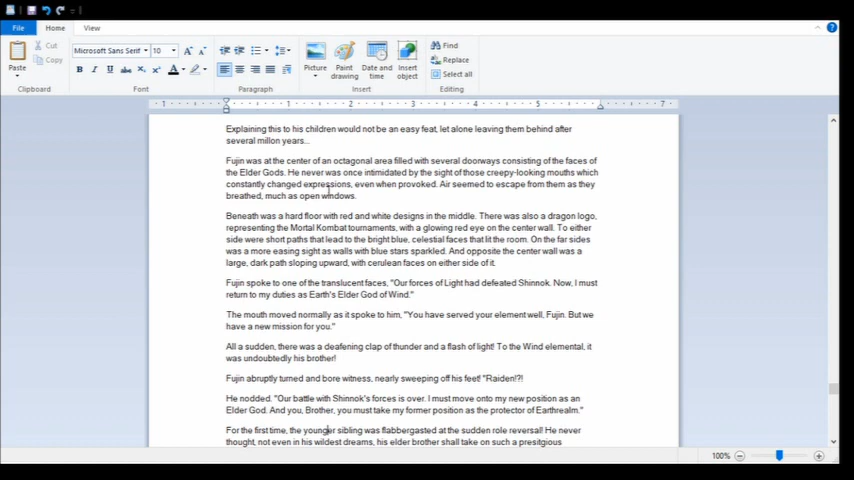 File
Home
View
Paste
Cut
Copy
Clipboard
Microsoft Sans Serif
10
Font
Paragraph
Picture
Paint drawing
Date and time
Insert object
Insert
Find
Replace
Select all
Editing
1 1 2 3 4 5 7
Explaining this to his children would not be an easy feat, let alone leaving them behind after
several millon years...
Fujin was at the center of an octagonal area filled with several doorways consisting of the faces of
the Elder Gods. He never was once intimidated by the sight of those creepy-looking mouths which
constantly changed expressions, even when provoked. Air seemed to escape from them as they
breathed, much as open windows.
Beneath was a hard floor with red and white designs in the middle. There was also a dragon logo,
representing the Mortal Kombat tournaments, with a glowing red eye on the center wall. To either
side were short paths that lead to the bright blue, celestial faces that lit the room. On the far sides
was a more easing sight as walls with blue stars sparkled. And opposite the center wall was a
large, dark path sloping upward, with cerulean faces on either side of it.
Fujin spoke to one of the translucent faces, "Our forces of Light had defeated Shinnok. Now, I must
return to my duties as Earth's Elder God of Wind."
The mouth moved normally as it spoke to him, "You have served your element well, Fujin. But we
have a new mission for you."
All a sudden, there was a deafening clap of thunder and a flash of light! To the Wind elemental, it
was undoubtedly his brother!
Fujin abruptly turned and bore witness, nearly sweeping off his feet! "Raiden!?!
He nodded. "Our battle with Shinnok's forces is over. I must move onto my new position as an
Elder God. And you, Brother, you must take my former position as the protector of Earthrealm."
For the first time, the younger sibling was flabbergasted at the sudden role reversal! He never
thought, not even in his wildest dreams, his elder brother shall take on such a presitgious
100%